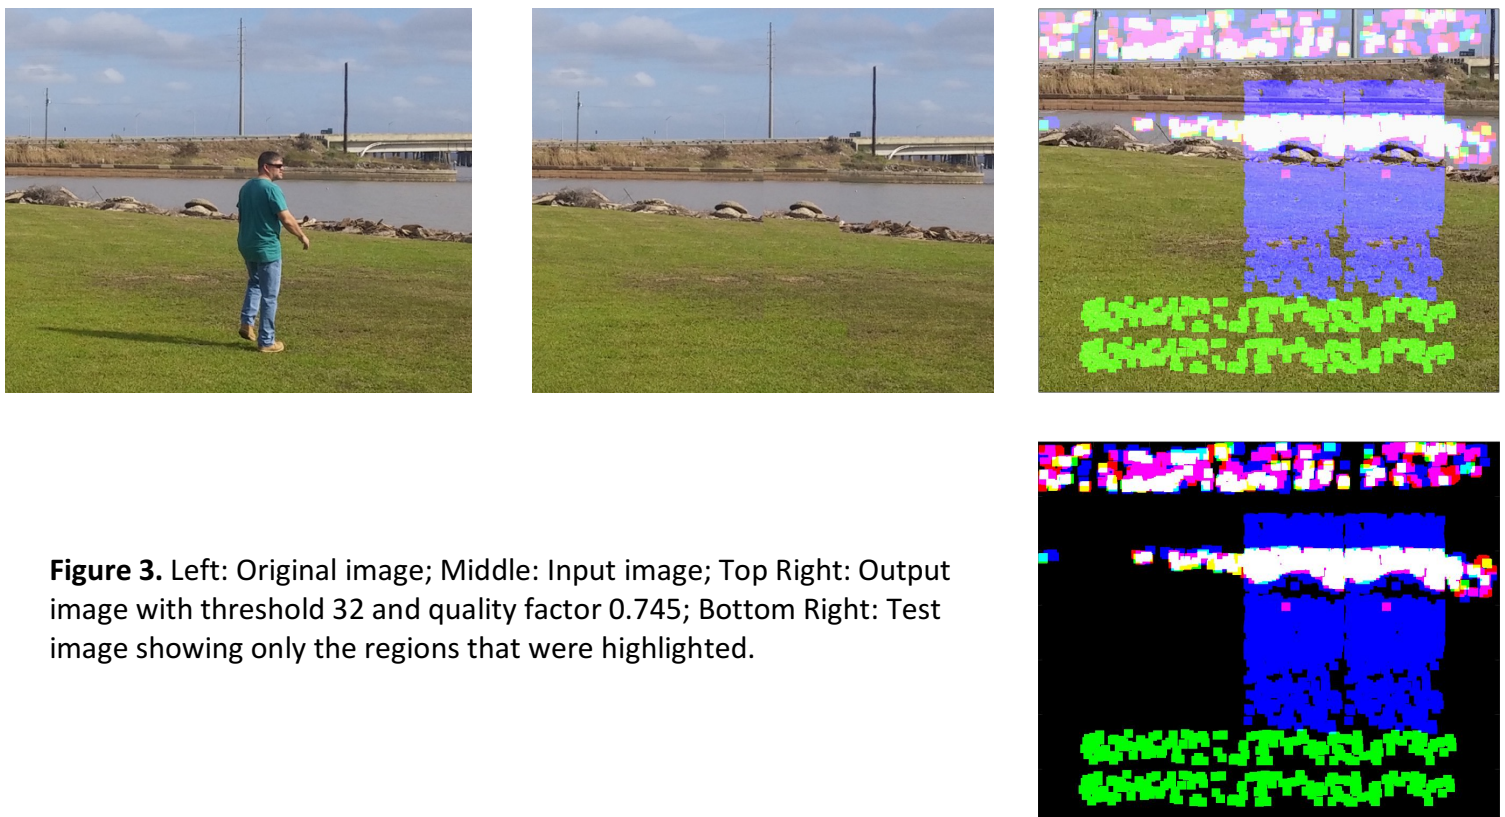 Figure 3. Left: Original image; Middle: Input image; Top Right: Output
image with threshold 32 and quality factor 0.745; Bottom Right: Test
image showing only the regions that were highlighted.